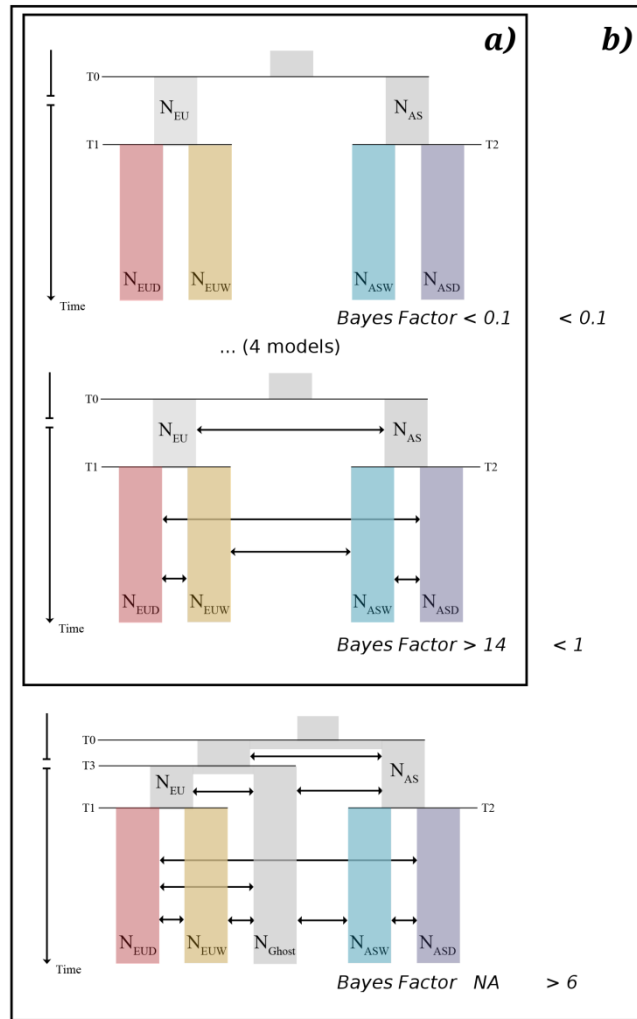 a) b)
T0
N_EU N_AS
T1 T2
N_EUD N_EUW N_ASW N_ASD
Time
Bayes Factor < 0.1 < 0.1
... (4 models)
T0
N_EU N_AS
T1 T2
N_EUD N_EUW N_ASW N_ASD
Time
Bayes Factor > 14 < 1
T0
T3
N_EU N_AS
T1 T2
N_EUD N_EUW N_Ghost N_ASW N_ASD
Time
Bayes Factor NA > 6